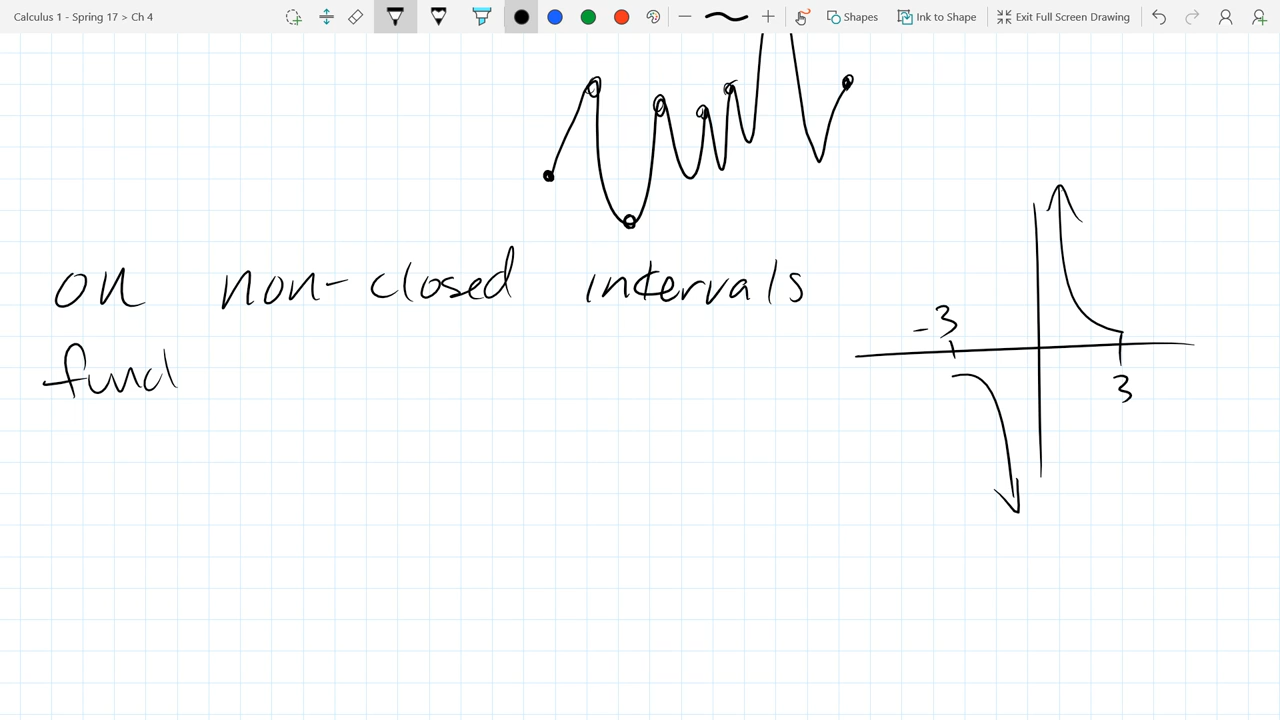 Calculus 1 - Spring 17 > Ch 4
Shapes
Ink to Shape
Exit Full Screen Drawing
on non-closed intervals
-3
fund
3